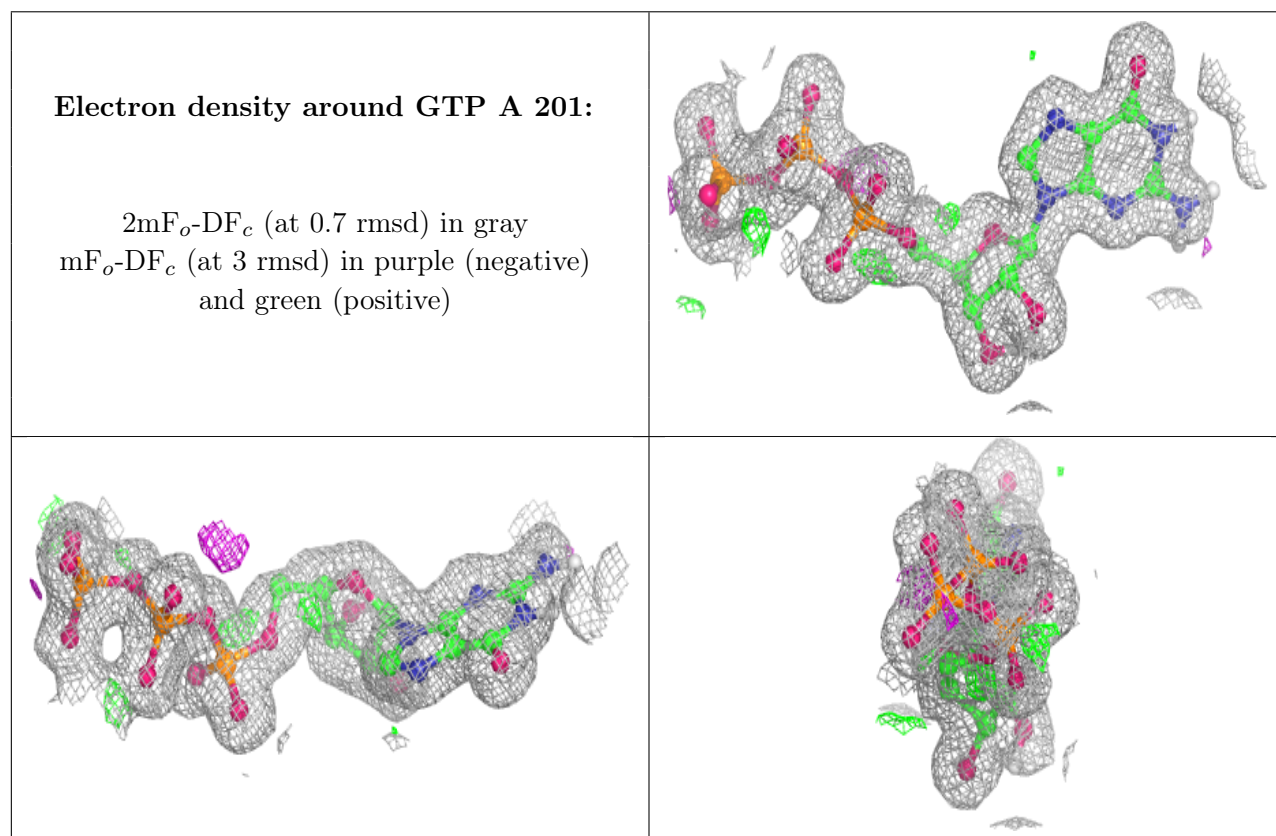 Electron density around GTP A 201:
2mFo-DFc (at 0.7 rmsd) in gray
mFo-DFc (at 3 rmsd) in purple (negative)
and green (positive)